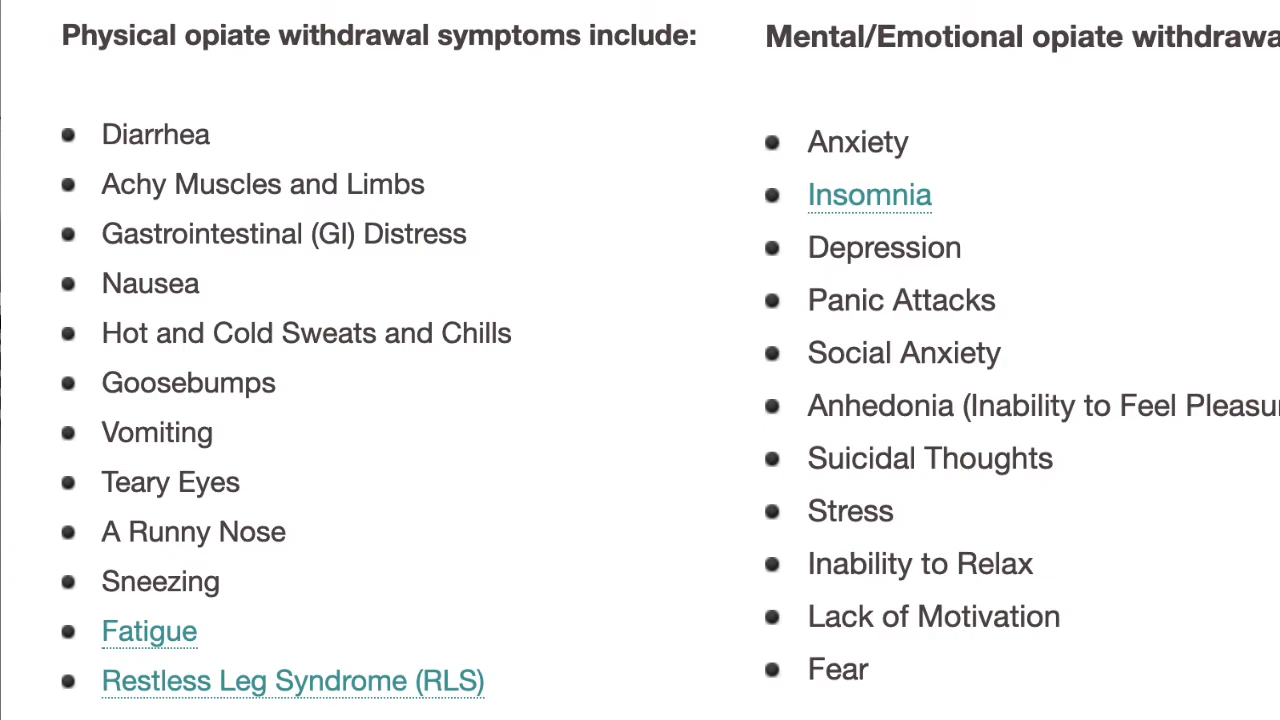 Physical opiate withdrawal symptoms include:
Diarrhea
Achy Muscles and Limbs
Gastrointestinal (GI) Distress
Nausea
Hot and Cold Sweats and Chills
Goosebumps
Vomiting
Teary Eyes
A Runny Nose
Sneezing
Fatigue
Restless Leg Syndrome (RLS)
Mental/Emotional opiate
Anxiety
Insomnia
Depression
Panic Attacks
Social Anxiety
Anhedonia (Inability to Feel
Suicidal Thoughts
Stress
Inability to Relax
Lack of Motivation
Fear